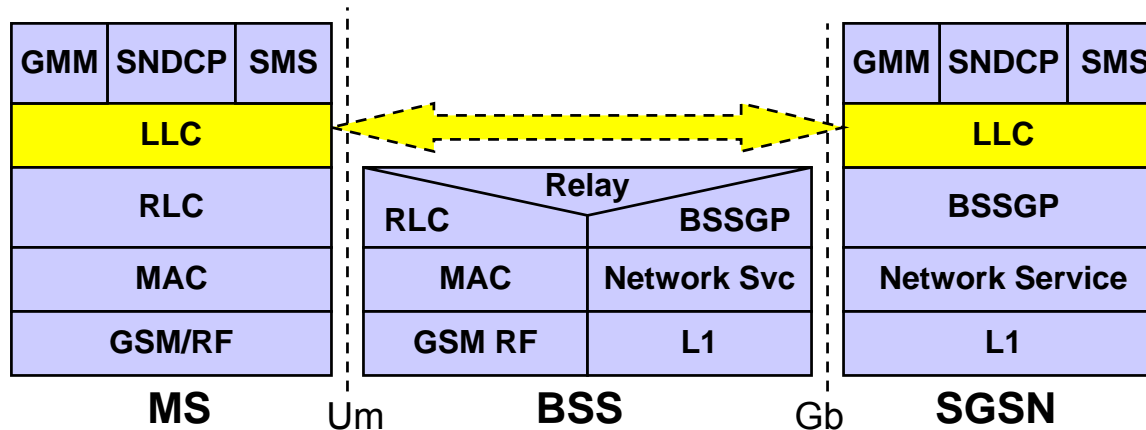 GMM SNDCP SMS GMM SNDCP SMS
LLC LLC
Relay
RLC RLC BSSGP BSSGP
MAC MAC Network Svc Network Service
GSM/RF GSM RF L1 L1
MS Um BSS Gb SGSN